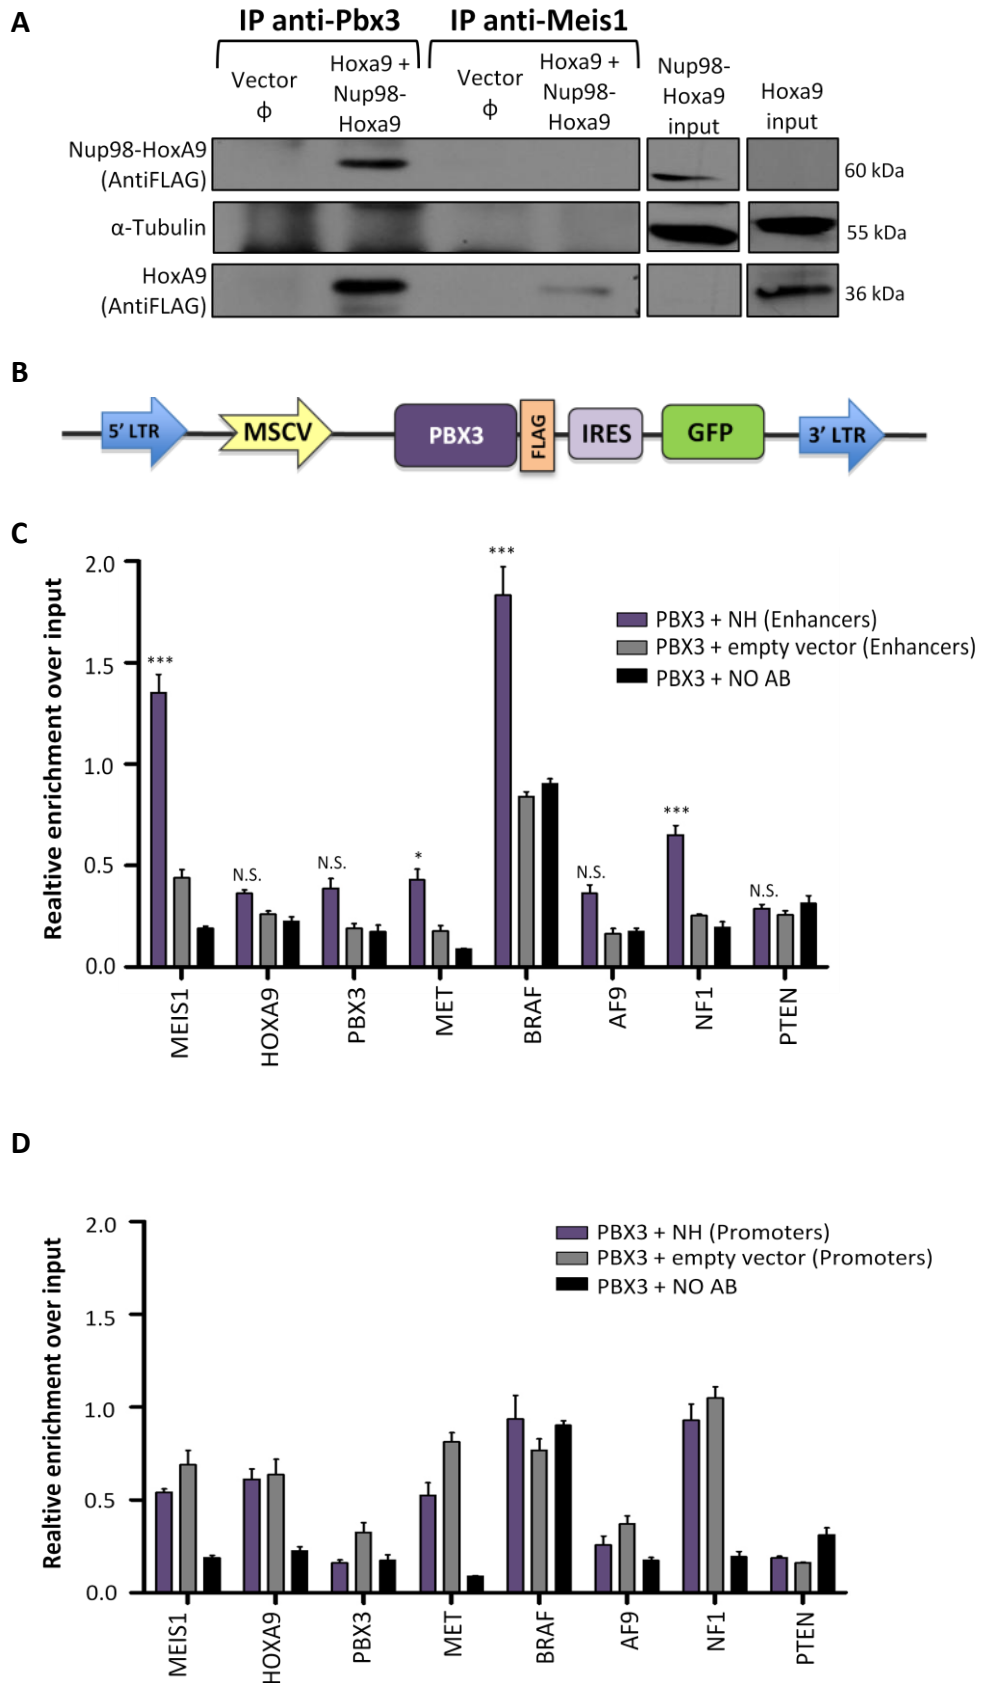 A
IP anti-Pbx3
IP anti-Meis1
Vector
ф
Hoxa9 +
Nup98-
Hoxa9
Vector
ф
Hoxa9 +
Nup98-
Hoxa9
Nup98-
Hoxa9
input
Hoxa9
input
Nup98-HoxA9
(AntiFLAG)
60 kDa
α-Tubulin
55 kDa
HoxA9
(AntiFLAG)
36 kDa
B
5' LTR
MSCV
PBX3
FLAG
IRES
GFP
3' LTR
C
Realtive enrichment over input
2.0
1.5
1.0
0.5
0.0
PBX3 + NH (Enhancers)
PBX3 + empty vector (Enhancers)
PBX3 + NO AB
***
N.S.
N.S.
*
***
N.S.
***
N.S.
MEIS1
HOXA9
PBX3
MET
BRAF
AF9
NF1
PTEN
D
Realtive enrichment over input
2.0
1.5
1.0
0.5
0.0
PBX3 + NH (Promoters)
PBX3 + empty vector (Promoters)
PBX3 + NO AB
MEIS1
HOXA9
PBX3
MET
BRAF
AF9
NF1
PTEN